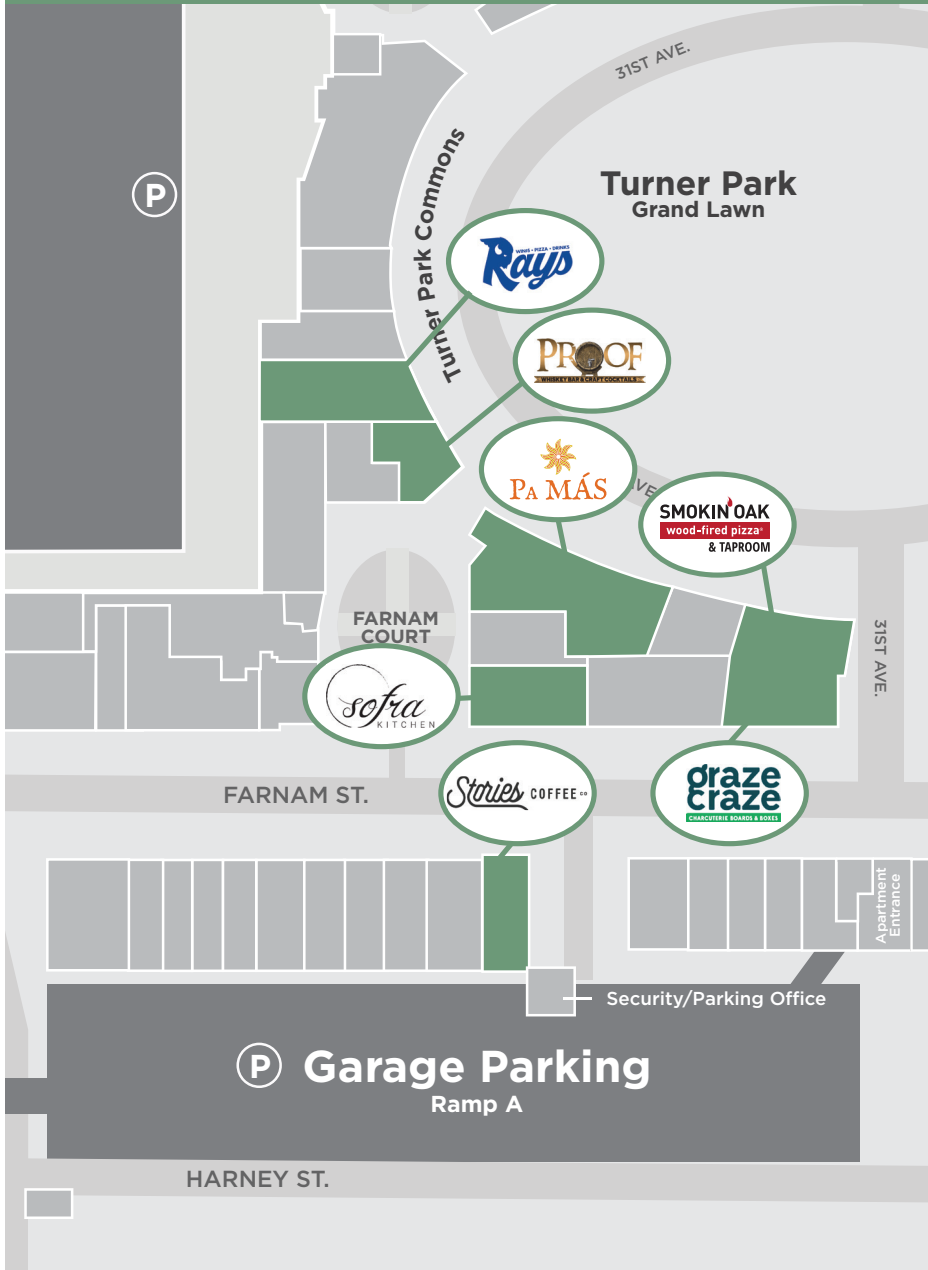 31ST AVE.
P
Turner Park Commons
Turner Park
Grand Lawn
WINGS • PIZZA • DRINKS
Rays
PROOF
WHISKEY BAR & CRAFT COCKTAILS
PA MÁS
AVE
SMOKIN' OAK
wood-fired pizza®
& TAPROOM
FARNAM
COURT
31ST AVE.
sofra
KITCHEN
FARNAM ST.
Stories COFFEE CO
graze
craze
CHARCUTERIE BOARDS & BOXES
Apartment
Entrance
Security/Parking Office
P Garage Parking
Ramp A
HARNEY ST.